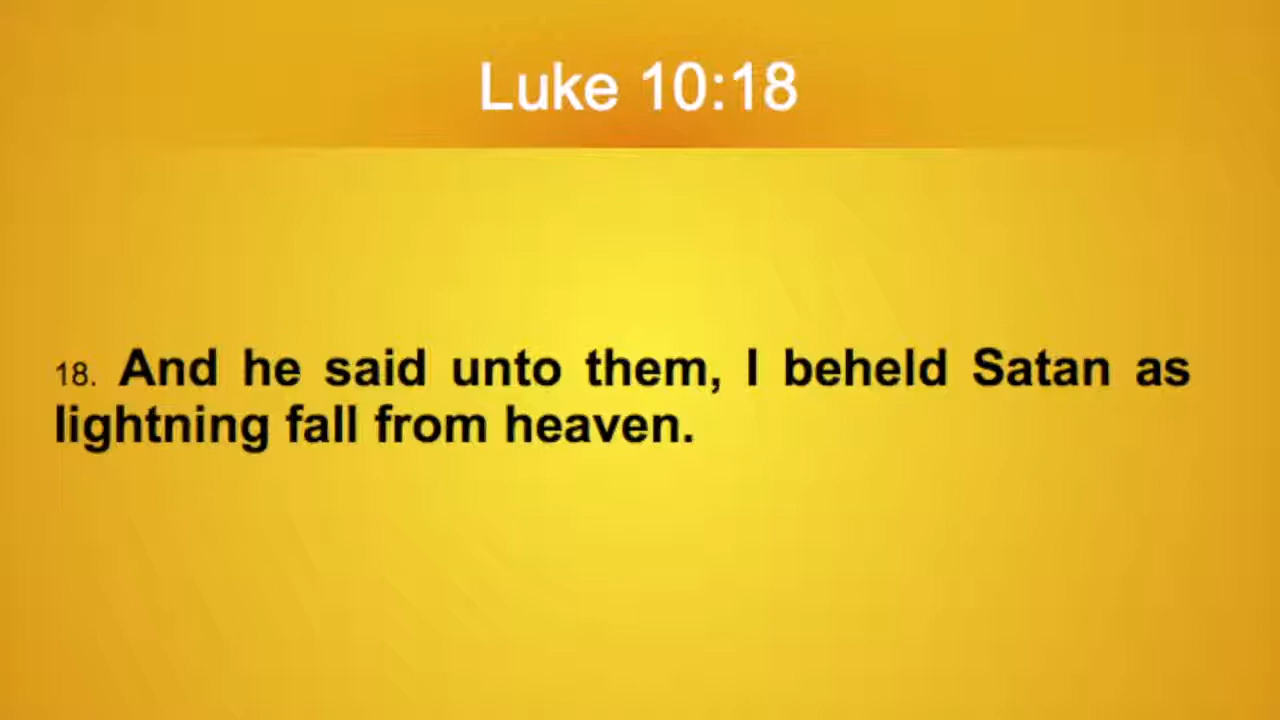 Luke 10:18
18. And he said unto them, I beheld Satan as
lightning fall from heaven.